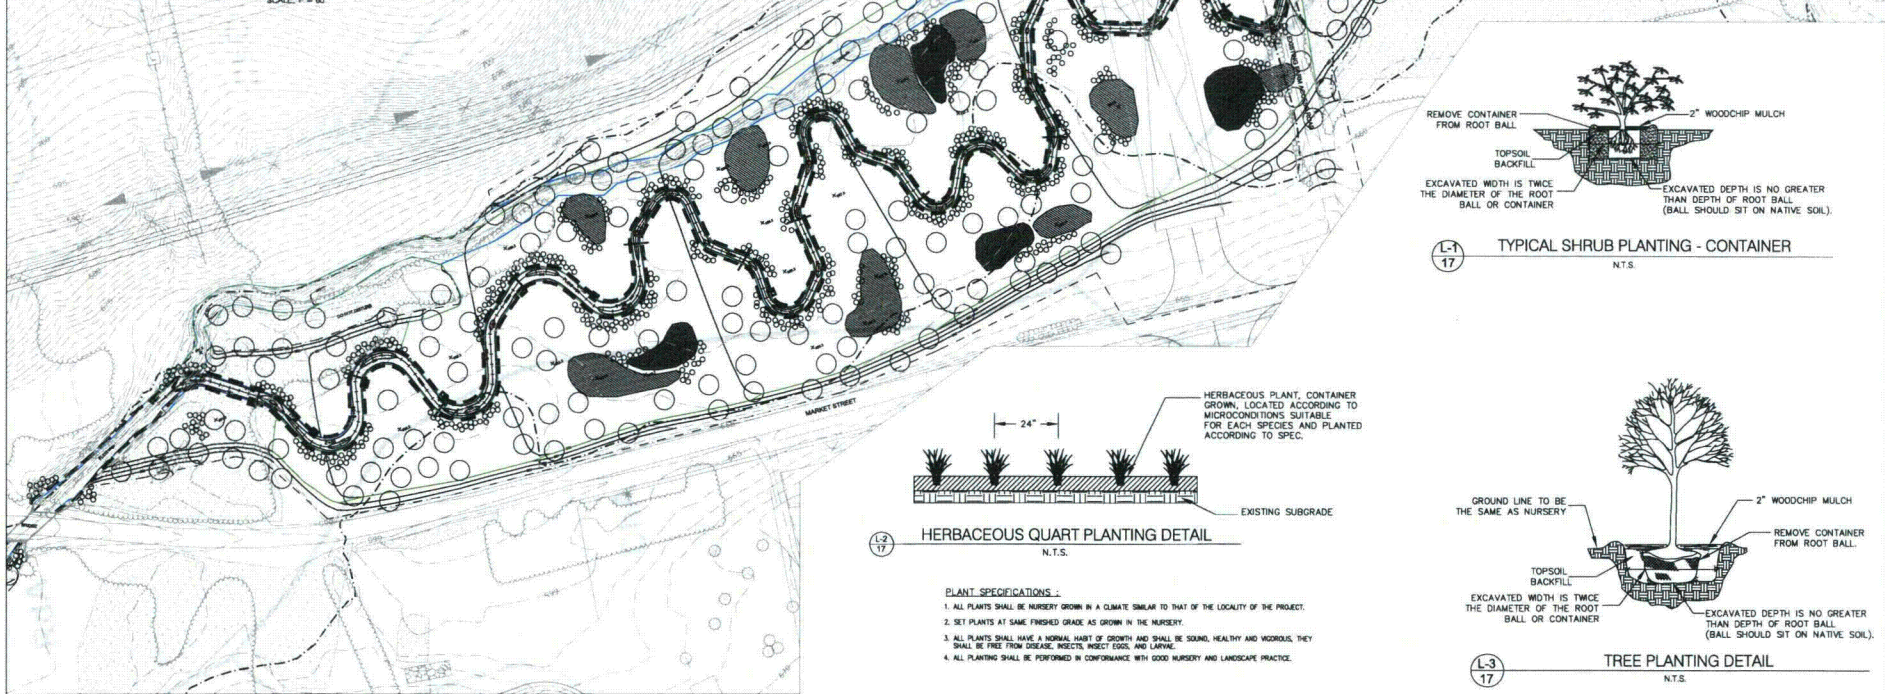 REMOVE CONTAINER
FROM ROOT BALL
2" WOODCHIP MULCH
TOPSOIL
BACKFILL
EXCAVATED WIDTH IS TWICE
THE DIAMETER OF THE ROOT
BALL OR CONTAINER
EXCAVATED DEPTH IS NO GREATER
THAN DEPTH OF ROOT BALL
(BALL SHOULD SIT ON NATIVE SOIL).
L-1
17
TYPICAL SHRUB PLANTING - CONTAINER
N.T.S.
MARKET STREET
24"
HERBACEOUS PLANT, CONTAINER
GROWN, LOCATED ACCORDING TO
MICROCONDITIONS SUITABLE
FOR EACH SPECIES AND PLANTED
ACCORDING TO SPEC.
EXISTING SUBGRADE
L-2
17
HERBACEOUS QUART PLANTING DETAIL
N.T.S.
PLANT SPECIFICATIONS :
1. ALL PLANTS SHALL BE NURSERY GROWN IN A CLIMATE SIMILAR TO THAT OF THE LOCALITY OF THE PROJECT.
2. SET PLANTS AT SAME FINISHED GRADE AS GROWN IN THE NURSERY.
3. ALL PLANTS SHALL HAVE A NORMAL HABIT OF GROWTH AND SHALL BE SOUND, HEALTHY AND VIGOROUS, THEY
SHALL BE FREE FROM DISEASE, INSECTS, INSECT EGGS, AND LARVAE.
4. ALL PLANTING SHALL BE PERFORMED IN CONFORMANCE WITH GOOD NURSERY AND LANDSCAPE PRACTICE.
GROUND LINE TO BE
THE SAME AS NURSERY
2" WOODCHIP MULCH
REMOVE CONTAINER
FROM ROOT BALL.
TOPSOIL
BACKFILL
EXCAVATED WIDTH IS TWICE
THE DIAMETER OF THE ROOT
BALL OR CONTAINER
EXCAVATED DEPTH IS NO GREATER
THAN DEPTH OF ROOT BALL
(BALL SHOULD SIT ON NATIVE SOIL).
L-3
17
TREE PLANTING DETAIL
N.T.S.